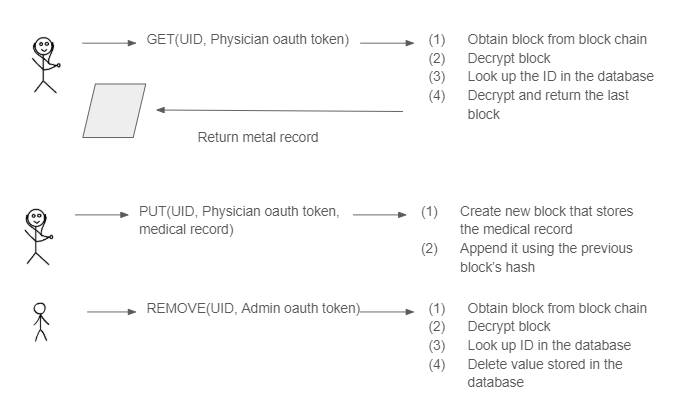 GET(UID, Physician oauth token)
(1) Obtain block from block chain
(2) Decrypt block
(3) Look up the ID in the database
(4) Decrypt and return the last
block
Return metal record
PUT(UID, Physician oauth token,
medical record)
(1) Create new block that stores
the medical record
(2) Append it using the previous
block's hash
REMOVE(UID, Admin oauth token)
(1) Obtain block from block chain
(2) Decrypt block
(3) Look up ID in the database
(4) Delete value stored in the
database